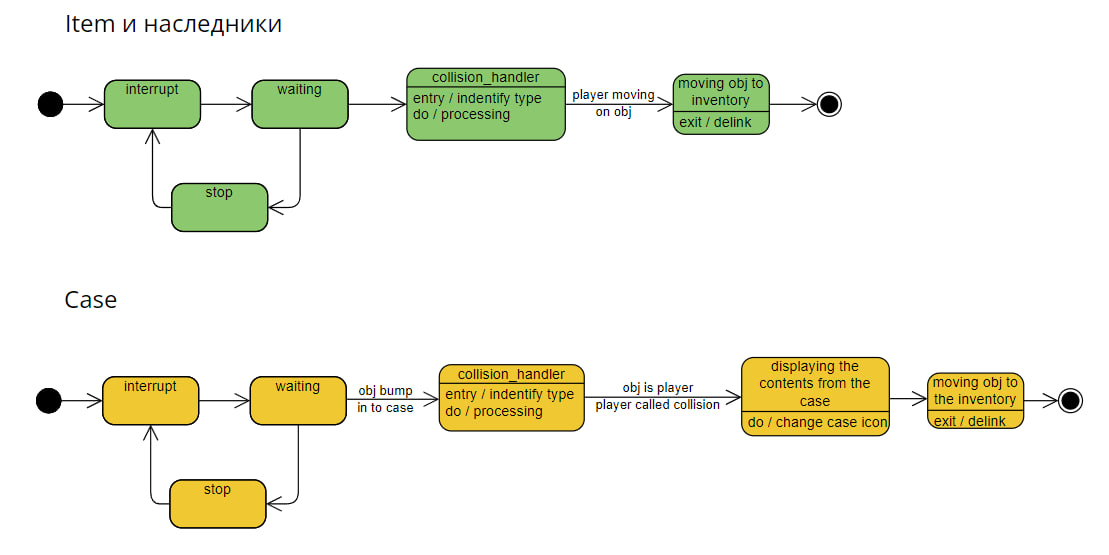 Item и наследники
interrupt
waiting
collision_handler
entry / indentify type
do / processing
player moving
on obj
moving obj to
inventory
exit / delink
stop
Case
interrupt
waiting
obj bump
in to case
collision_handler
entry / indentify type
do / processing
obj is player
player called collision
displaying the
contents from the
case
do / change case icon
moving obj to
the inventory
exit / delink
stop